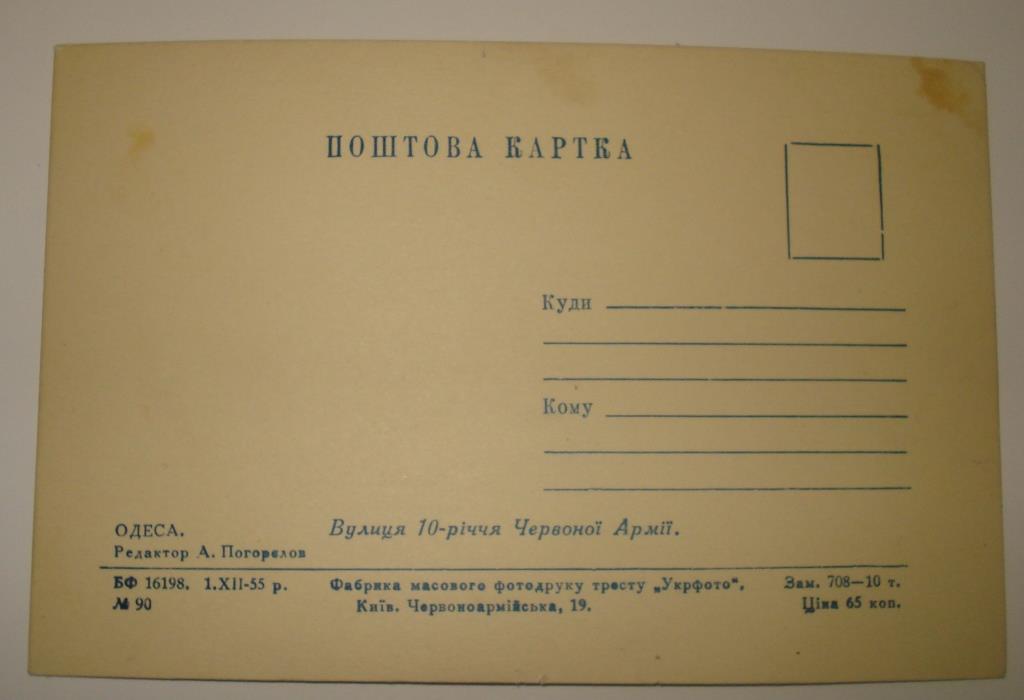 ПОШТОВА КАРТКА
Куди
Кому
ОДЕСА. Вулиця 10-річчя Червоної Армії.
Редактор А. Погорєлов
БФ 16198. 1.XII-55 р. Фабрика масового фотодруку тресту „Укрфото“. Зам. 708—10 т.
№ 90 Київ. Червоноармійська, 19. Ціна 65 коп.